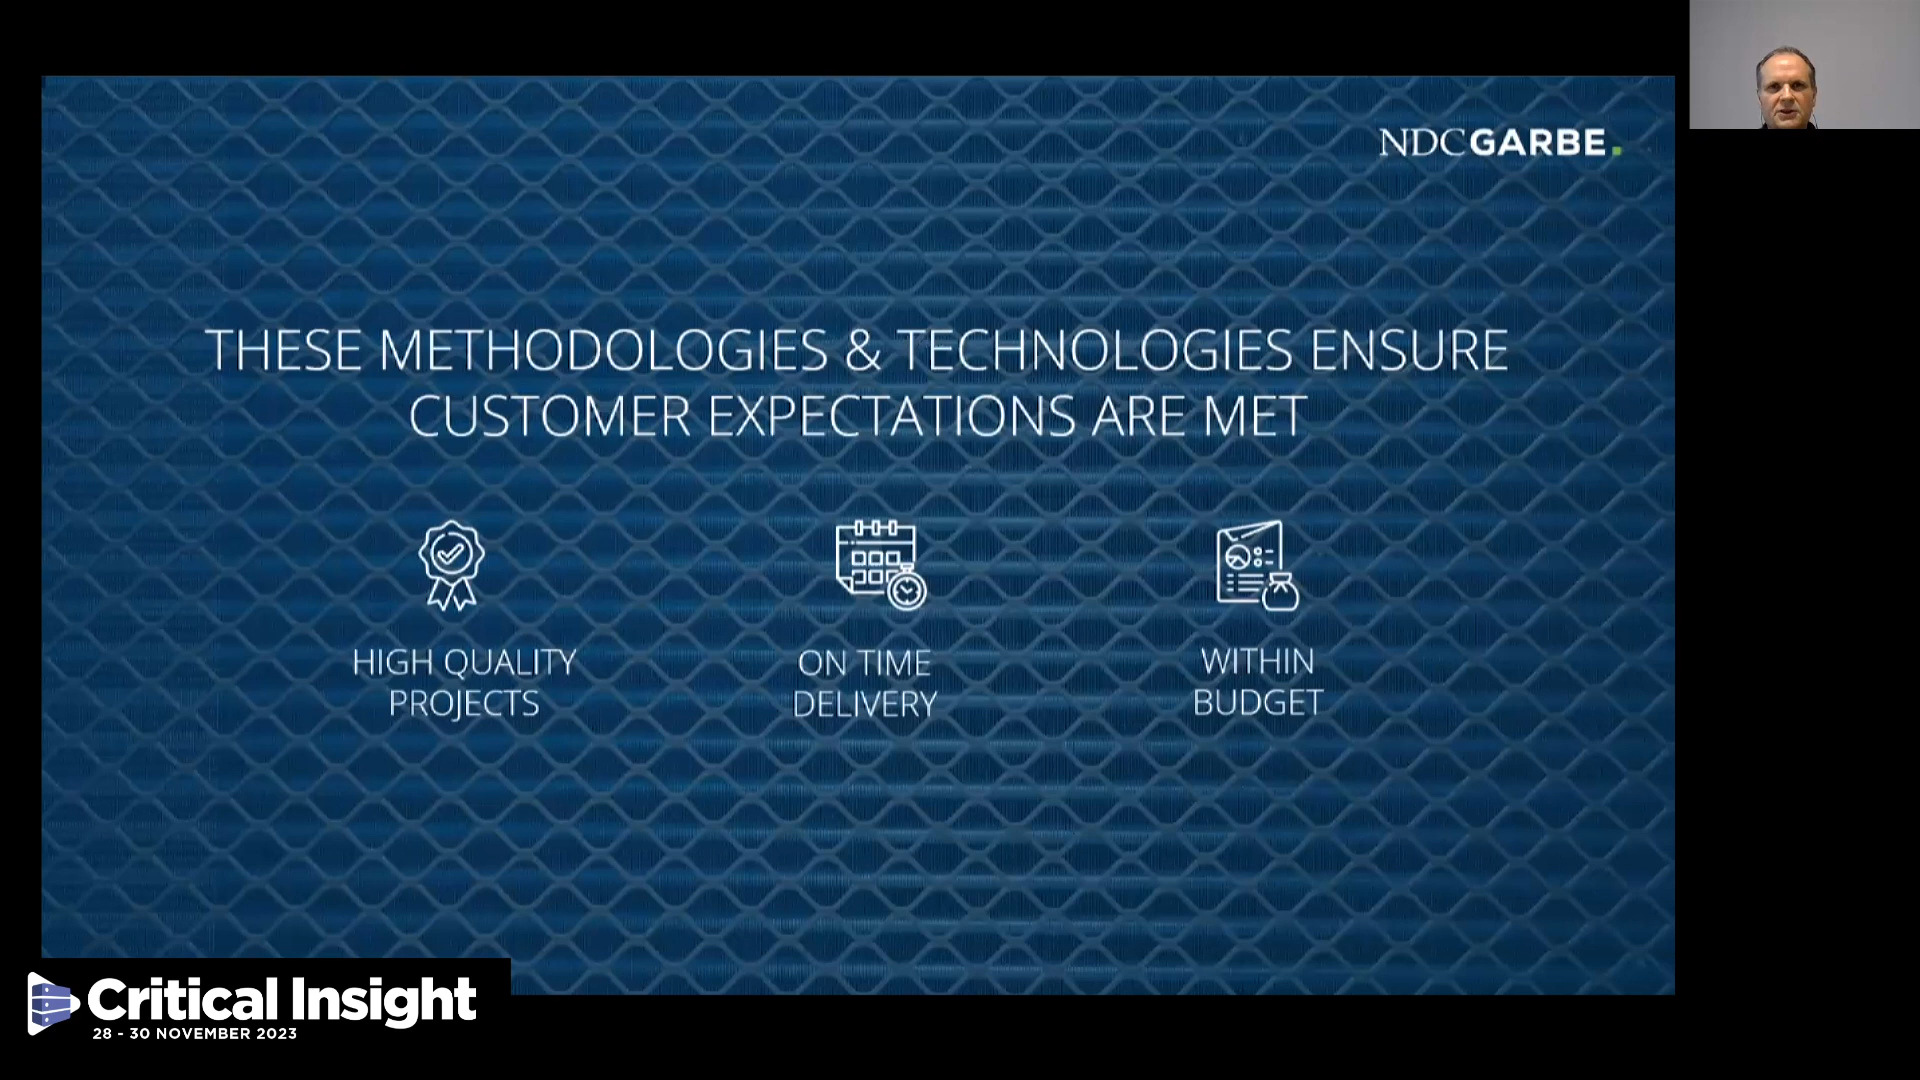 NDCGARBE.
THESE METHODOLOGIES & TECHNOLOGIES ENSURE
CUSTOMER EXPECTATIONS ARE MET
HIGH QUALITY
PROJECTS
ON TIME
DELIVERY
WITHIN
BUDGET
Critical Insight
28 - 30 NOVEMBER 2023